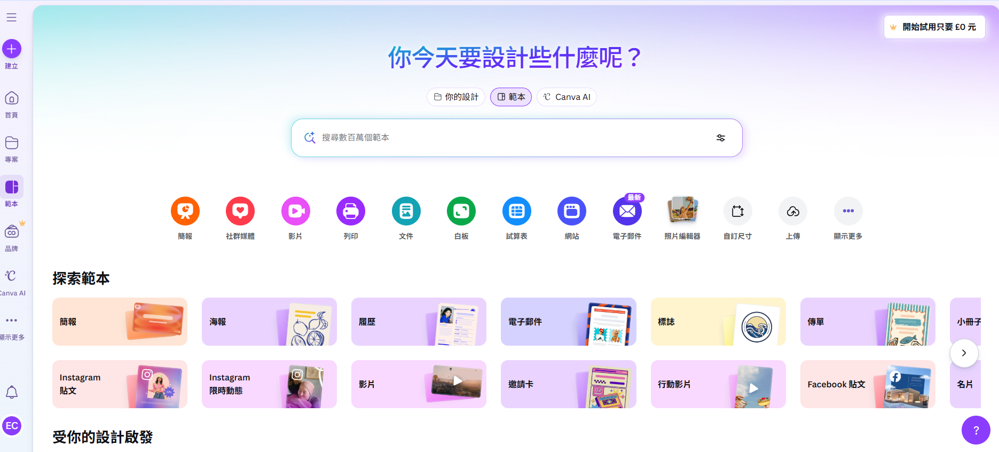 開始試用只要 £0 元
你今天要設計些什麼呢？
你的設計
範本
Canva AI
搜尋數百萬個範本
建立
首頁
專案
範本
品牌
Canva AI
顯示更多
EC
最新
簡報
社群媒體
影片
列印
文件
白板
試算表
網站
電子郵件
照片編輯器
自訂尺寸
上傳
顯示更多
探索範本
簡報
海報
履歷
電子郵件
標誌
傳單
小冊子
Instagram
貼文
Instagram
限時動態
影片
邀請卡
行動影片
Facebook 貼文
名片
受你的設計啟發
?